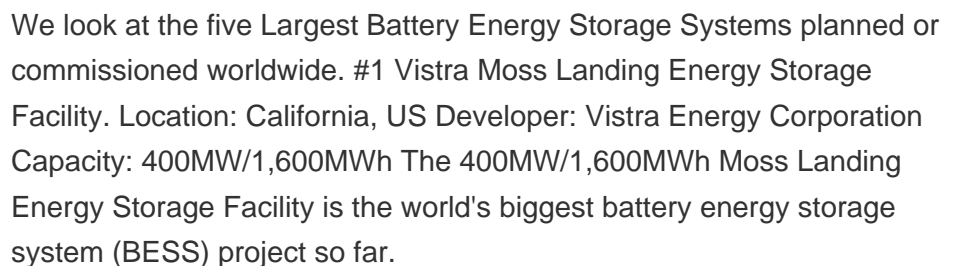 We look at the five Largest Battery Energy Storage Systems planned or
commissioned worldwide. #1 Vistra Moss Landing Energy Storage
Facility. Location: California, US Developer: Vistra Energy Corporation
Capacity: 400MW/1,600MWh The 400MW/1,600MWh Moss Landing
Energy Storage Facility is the world's biggest battery energy storage
system (BESS) project so far.